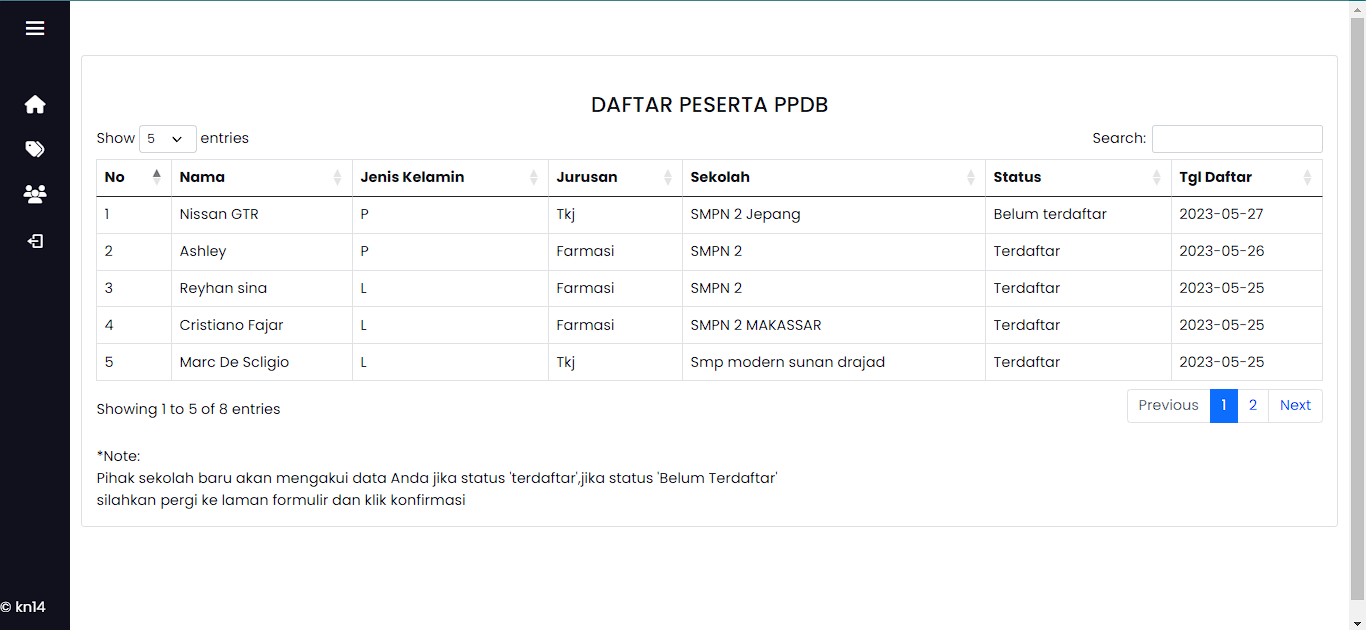 DAFTAR PESERTA PPDB
Show 5 entries Search:
No Nama Jenis Kelamin Jurusan Sekolah Status Tgl Daftar
1 Nissan GTR P Tkj SMPN 2 Jepang Belum terdaftar 2023-05-27
2 Ashley P Farmasi SMPN 2 Terdaftar 2023-05-26
3 Reyhan sina L Farmasi SMPN 2 Terdaftar 2023-05-25
4 Cristiano Fajar L Farmasi SMPN 2 MAKASSAR Terdaftar 2023-05-25
5 Marc De Scligio L Tkj Smp modern sunan drajad Terdaftar 2023-05-25
Showing 1 to 5 of 8 entries Previous 1 2 Next
*Note:
Pihak sekolah baru akan mengakui data Anda jika status 'terdaftar',jika status 'Belum Terdaftar'
silahkan pergi ke laman formulir dan klik konfirmasi
© kn14